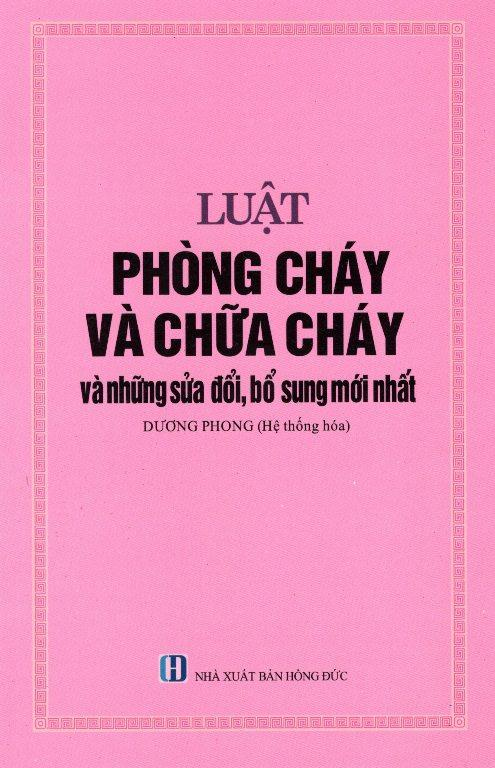 LUẬT
PHÒNG CHÁY
VÀ CHỮA CHÁY
và những sửa đổi, bổ sung mới nhất
DƯƠNG PHONG (Hệ thống hóa)
NHÀ XUẤT BẢN HỒNG ĐỨC